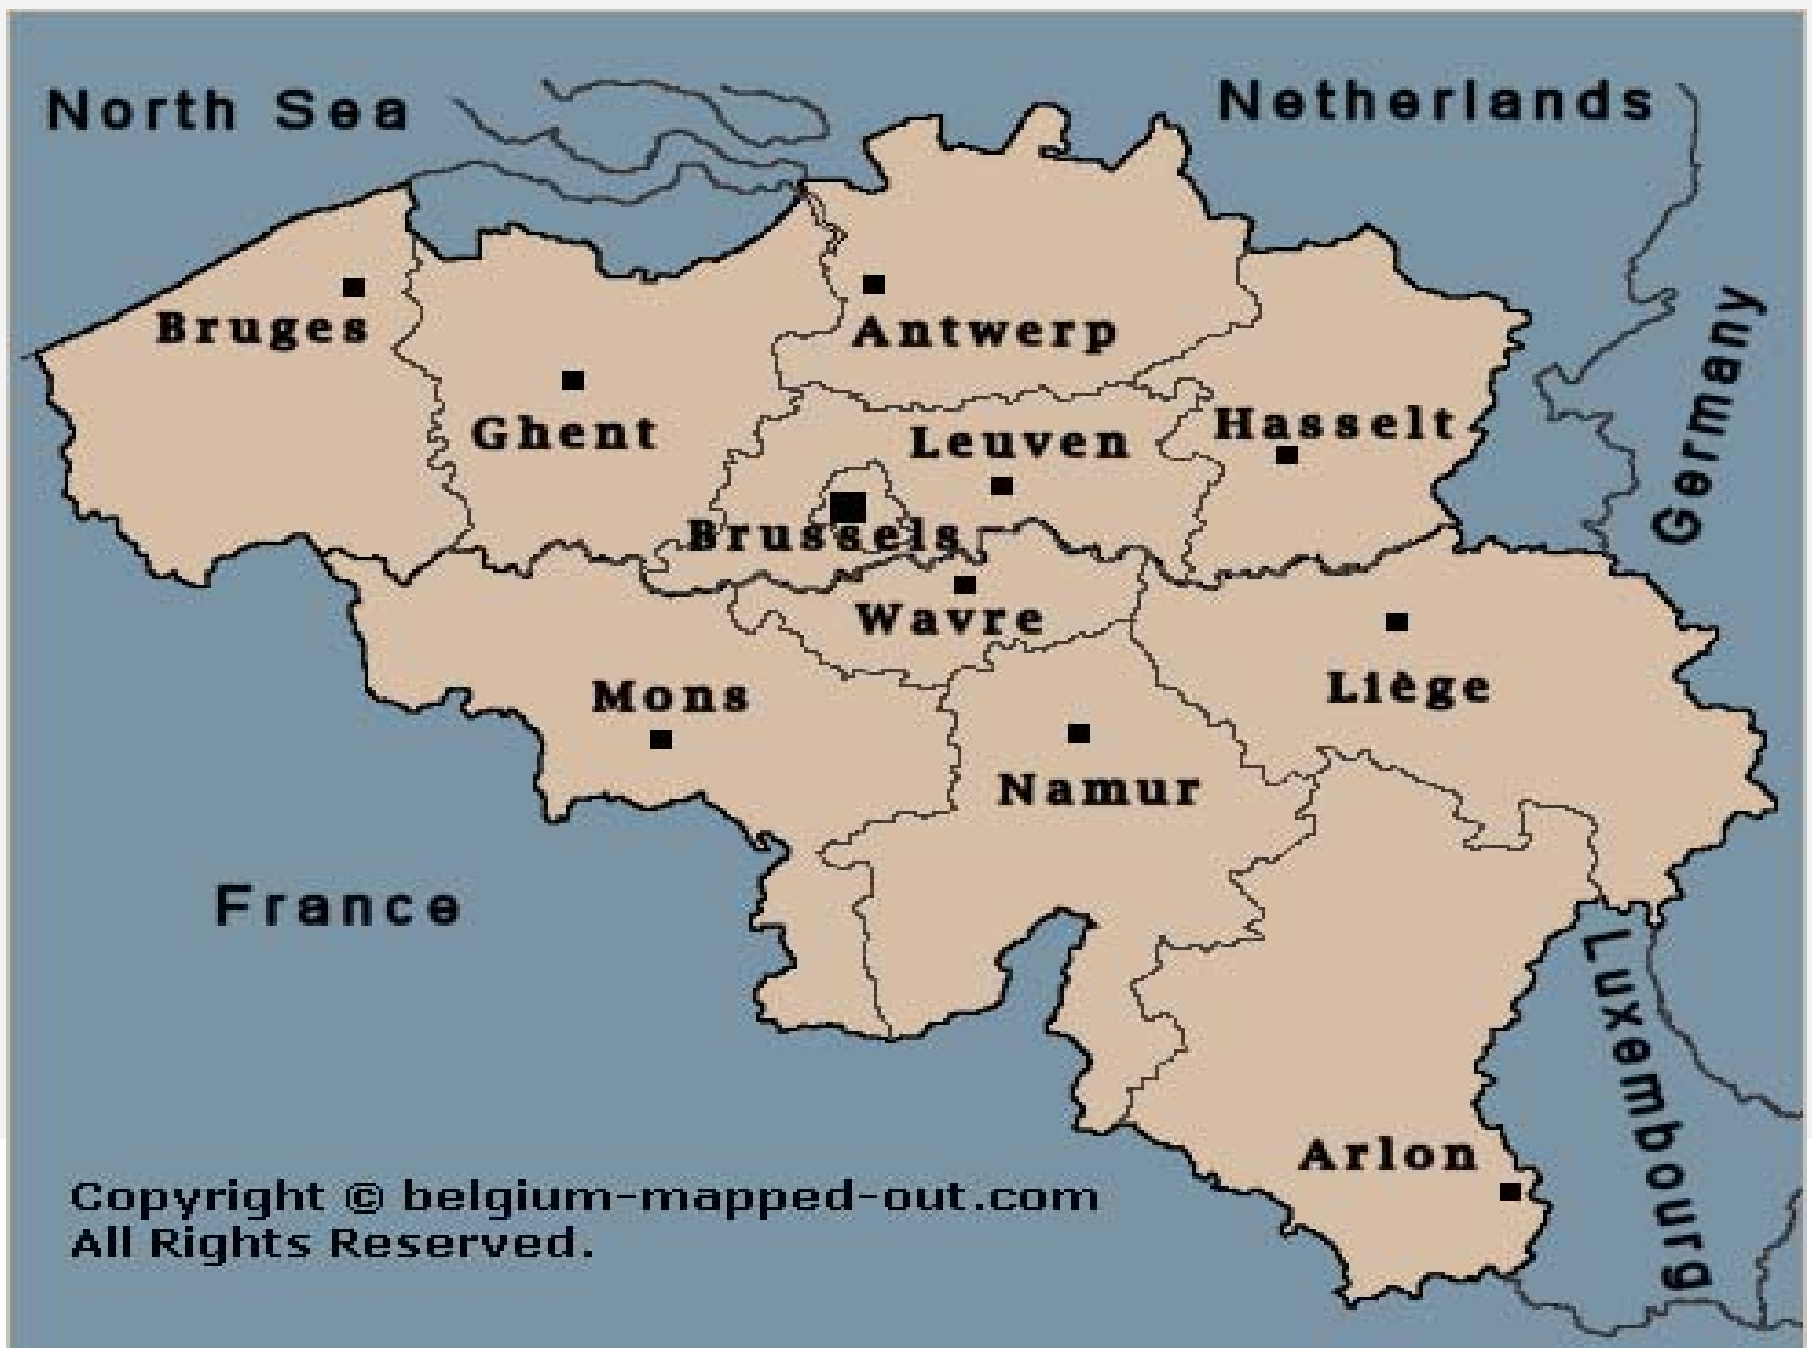 North Sea
Netherlands
Germany
Bruges
Antwerp
Ghent
Hasselt
Leuven
Brussels
Wavre
Liège
Mons
Namur
France
Luxembourg
Arlon
Copyright © belgium-mapped-out.com
All Rights Reserved.